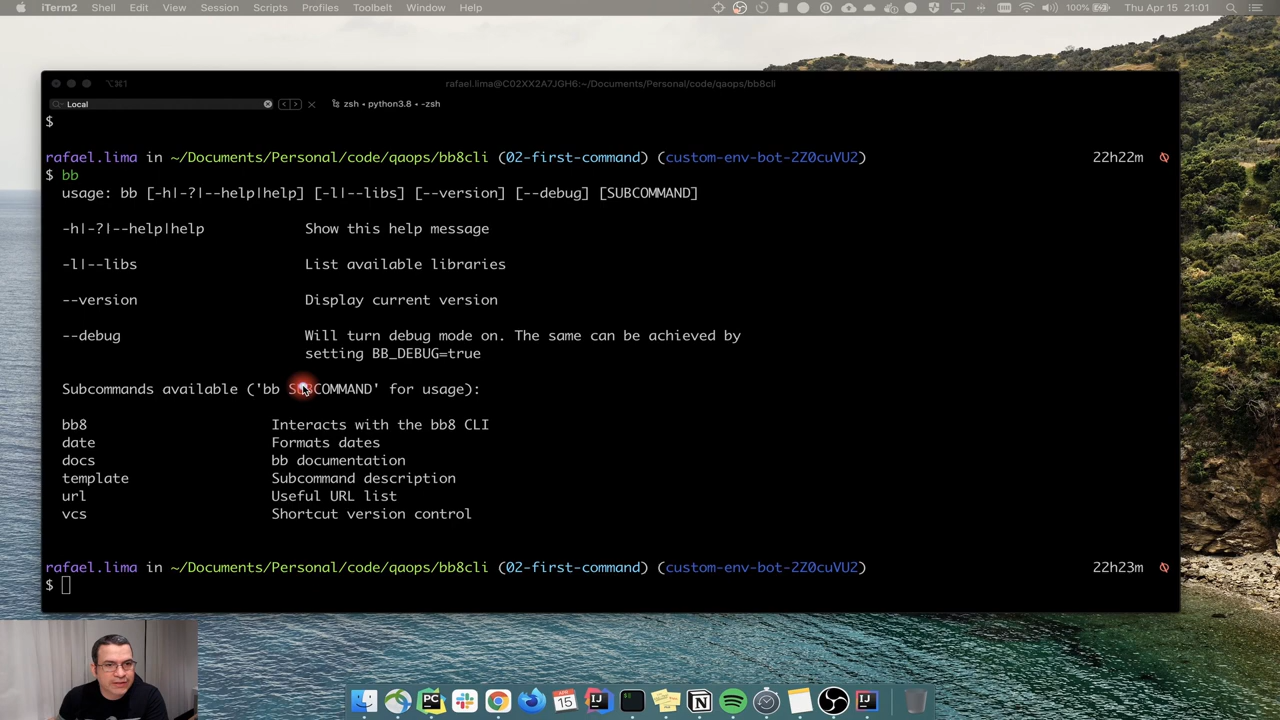 iTerm2 Shell Edit View Session Scripts Profiles Toolbelt Window Help 100% Thu Apr 15 21:01
⌥⌘1 rafael.lima@C02XX2A7JGH6:~/Documents/Personal/code/qaops/bb8cli
Local zsh • python3.8 • -zsh
$
rafael.lima in ~/Documents/Personal/code/qaops/bb8cli (02-first-command) (custom-env-bot-2Z0cuVU2) 22h22m
$ bb
usage: bb [-h|-?|--help|help] [-l|--libs] [--version] [--debug] [SUBCOMMAND]
-h|-?|--help|help Show this help message
-l|--libs List available libraries
--version Display current version
--debug Will turn debug mode on. The same can be achieved by
setting BB_DEBUG=true
Subcommands available ('bb SUBCOMMAND' for usage):
bb8 Interacts with the bb8 CLI
date Formats dates
docs bb documentation
template Subcommand description
url Useful URL list
vcs Shortcut version control
rafael.lima in ~/Documents/Personal/code/qaops/bb8cli (02-first-command) (custom-env-bot-2Z0cuVU2) 22h23m
$
PC APR 15 IJ N IJ